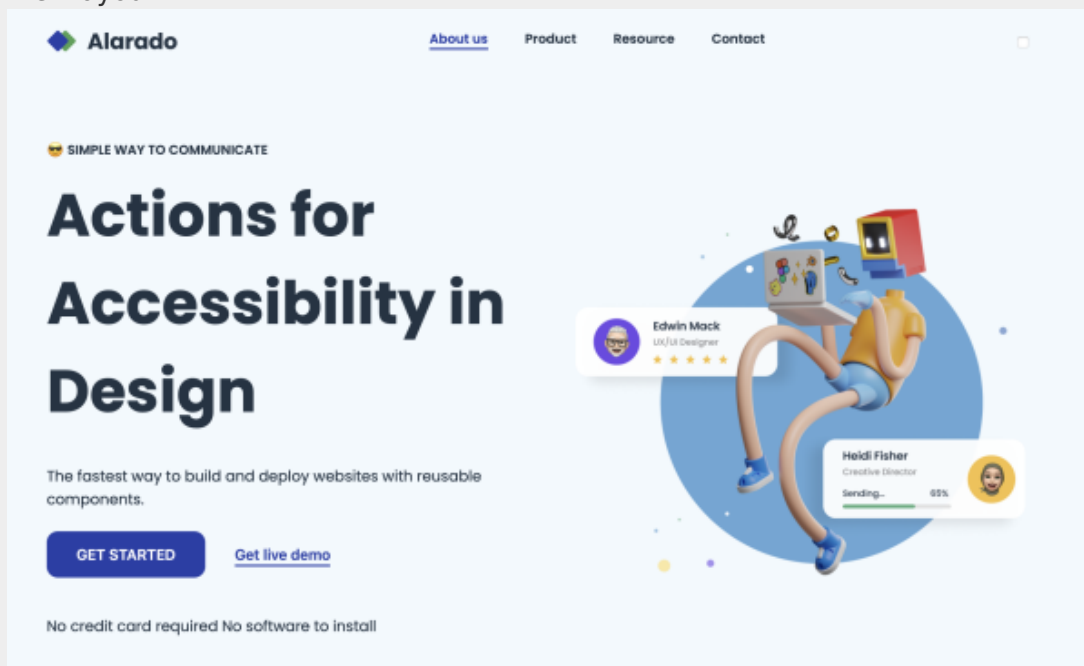 Alarado
About us Product Resource Contact
😎 SIMPLE WAY TO COMMUNICATE
Actions for
Accessibility in
Design
Edwin Mack
UX/UI Designer
Heidi Fisher
Creative Director
Sending... 65%
The fastest way to build and deploy websites with reusable
components.
GET STARTED Get live demo
No credit card required No software to install